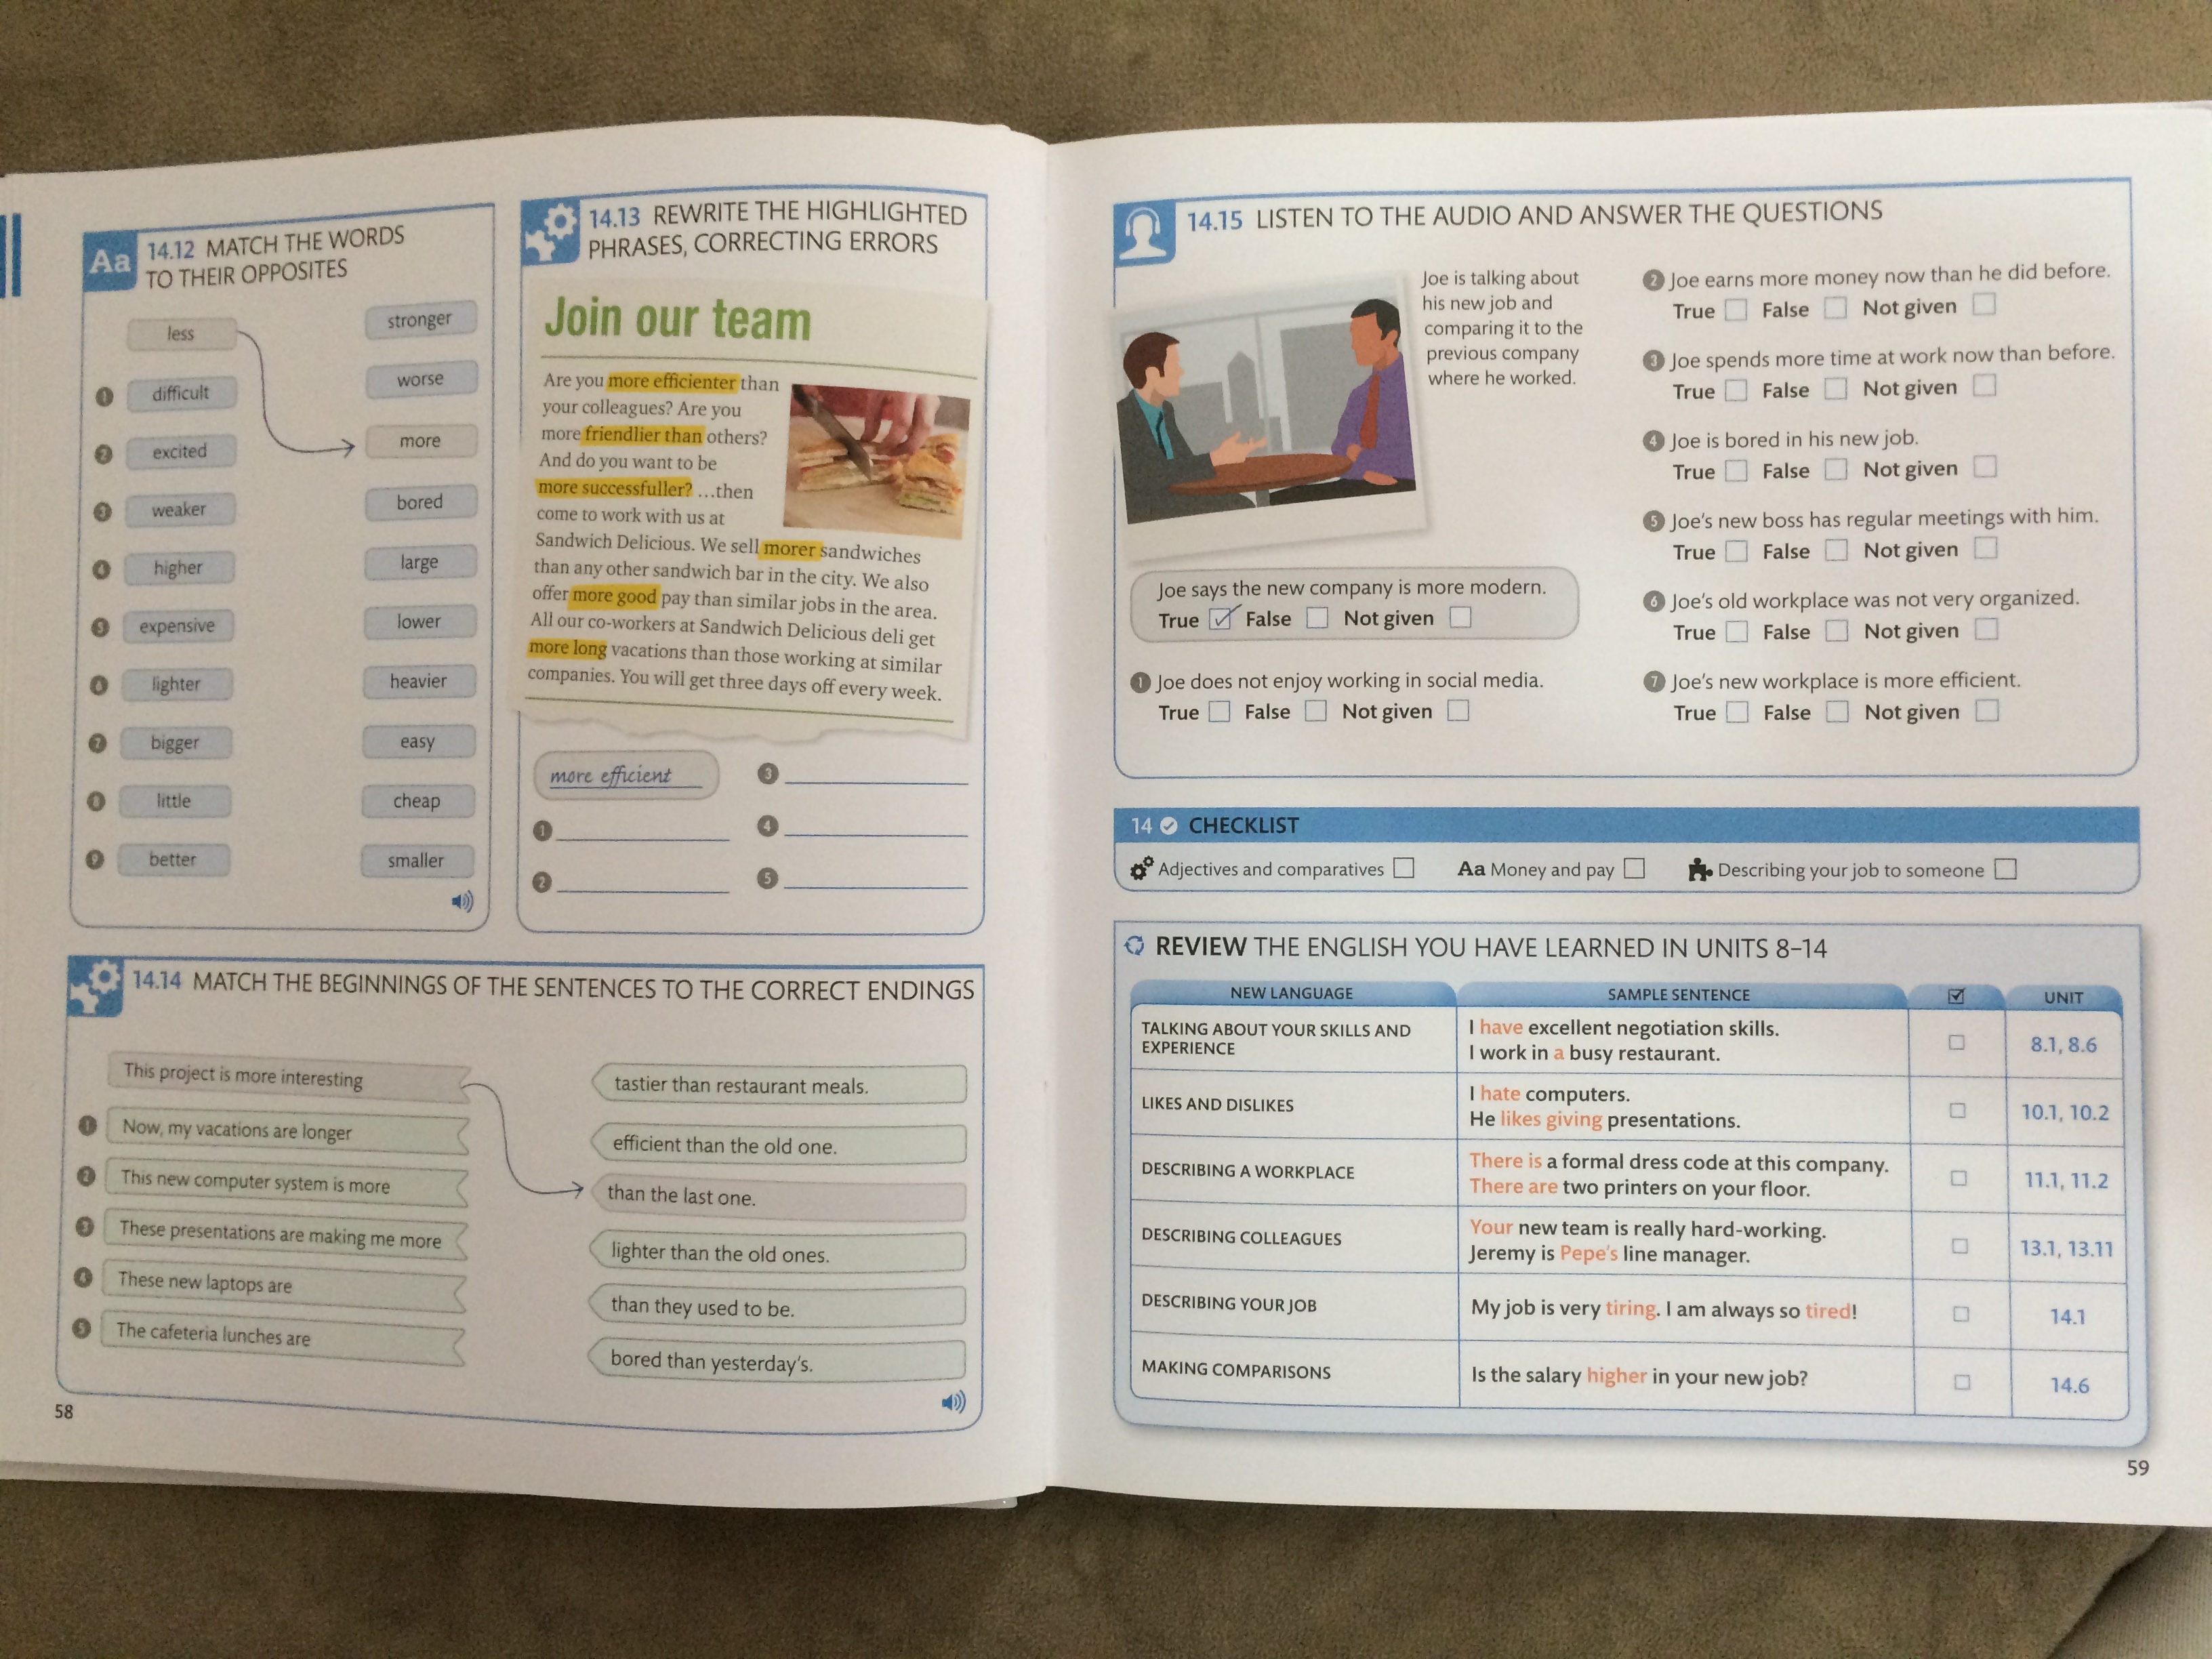 Aa 14.12 MATCH THE WORDS
TO THEIR OPPOSITES
less
1 difficult
2 excited
3 weaker
4 higher
5 expensive
6 lighter
7 bigger
8 little
9 better
stronger
worse
more
bored
large
lower
heavier
easy
cheap
smaller
14.13 REWRITE THE HIGHLIGHTED
PHRASES, CORRECTING ERRORS
Join our team
Are you more efficienter than
your colleagues? Are you
more friendlier than others?
And do you want to be
more successfuller? ...then
come to work with us at
Sandwich Delicious. We sell morer sandwiches
than any other sandwich bar in the city. We also
offer more good pay than similar jobs in the area.
All our co-workers at Sandwich Delicious deli get
more long vacations than those working at similar
companies. You will get three days off every week.
more efficient
1
2
3
4
5
14.14 MATCH THE BEGINNINGS OF THE SENTENCES TO THE CORRECT ENDINGS
This project is more interesting
1 Now, my vacations are longer
2 This new computer system is more
3 These presentations are making me more
4 These new laptops are
5 The cafeteria lunches are
tastier than restaurant meals.
efficient than the old one.
than the last one.
lighter than the old ones.
than they used to be.
bored than yesterday's.
58
14.15 LISTEN TO THE AUDIO AND ANSWER THE QUESTIONS
Joe is talking about
his new job and
comparing it to the
previous company
where he worked.
Joe says the new company is more modern.
True False Not given
1 Joe does not enjoy working in social media.
True False Not given
2 Joe earns more money now than he did before.
True False Not given
3 Joe spends more time at work now than before.
True False Not given
4 Joe is bored in his new job.
True False Not given
5 Joe's new boss has regular meetings with him.
True False Not given
6 Joe's old workplace was not very organized.
True False Not given
7 Joe's new workplace is more efficient.
True False Not given
14 CHECKLIST
Adjectives and comparatives Aa Money and pay Describing your job to someone
REVIEW THE ENGLISH YOU HAVE LEARNED IN UNITS 8–14
NEW LANGUAGE SAMPLE SENTENCE UNIT
TALKING ABOUT YOUR SKILLS AND
EXPERIENCE
I have excellent negotiation skills.
I work in a busy restaurant.
8.1, 8.6
LIKES AND DISLIKES
I hate computers.
He likes giving presentations.
10.1, 10.2
DESCRIBING A WORKPLACE
There is a formal dress code at this company.
There are two printers on your floor.
11.1, 11.2
DESCRIBING COLLEAGUES
Your new team is really hard-working.
Jeremy is Pepe's line manager.
13.1, 13.11
DESCRIBING YOUR JOB
My job is very tiring. I am always so tired!
14.1
MAKING COMPARISONS
Is the salary higher in your new job?
14.6
59